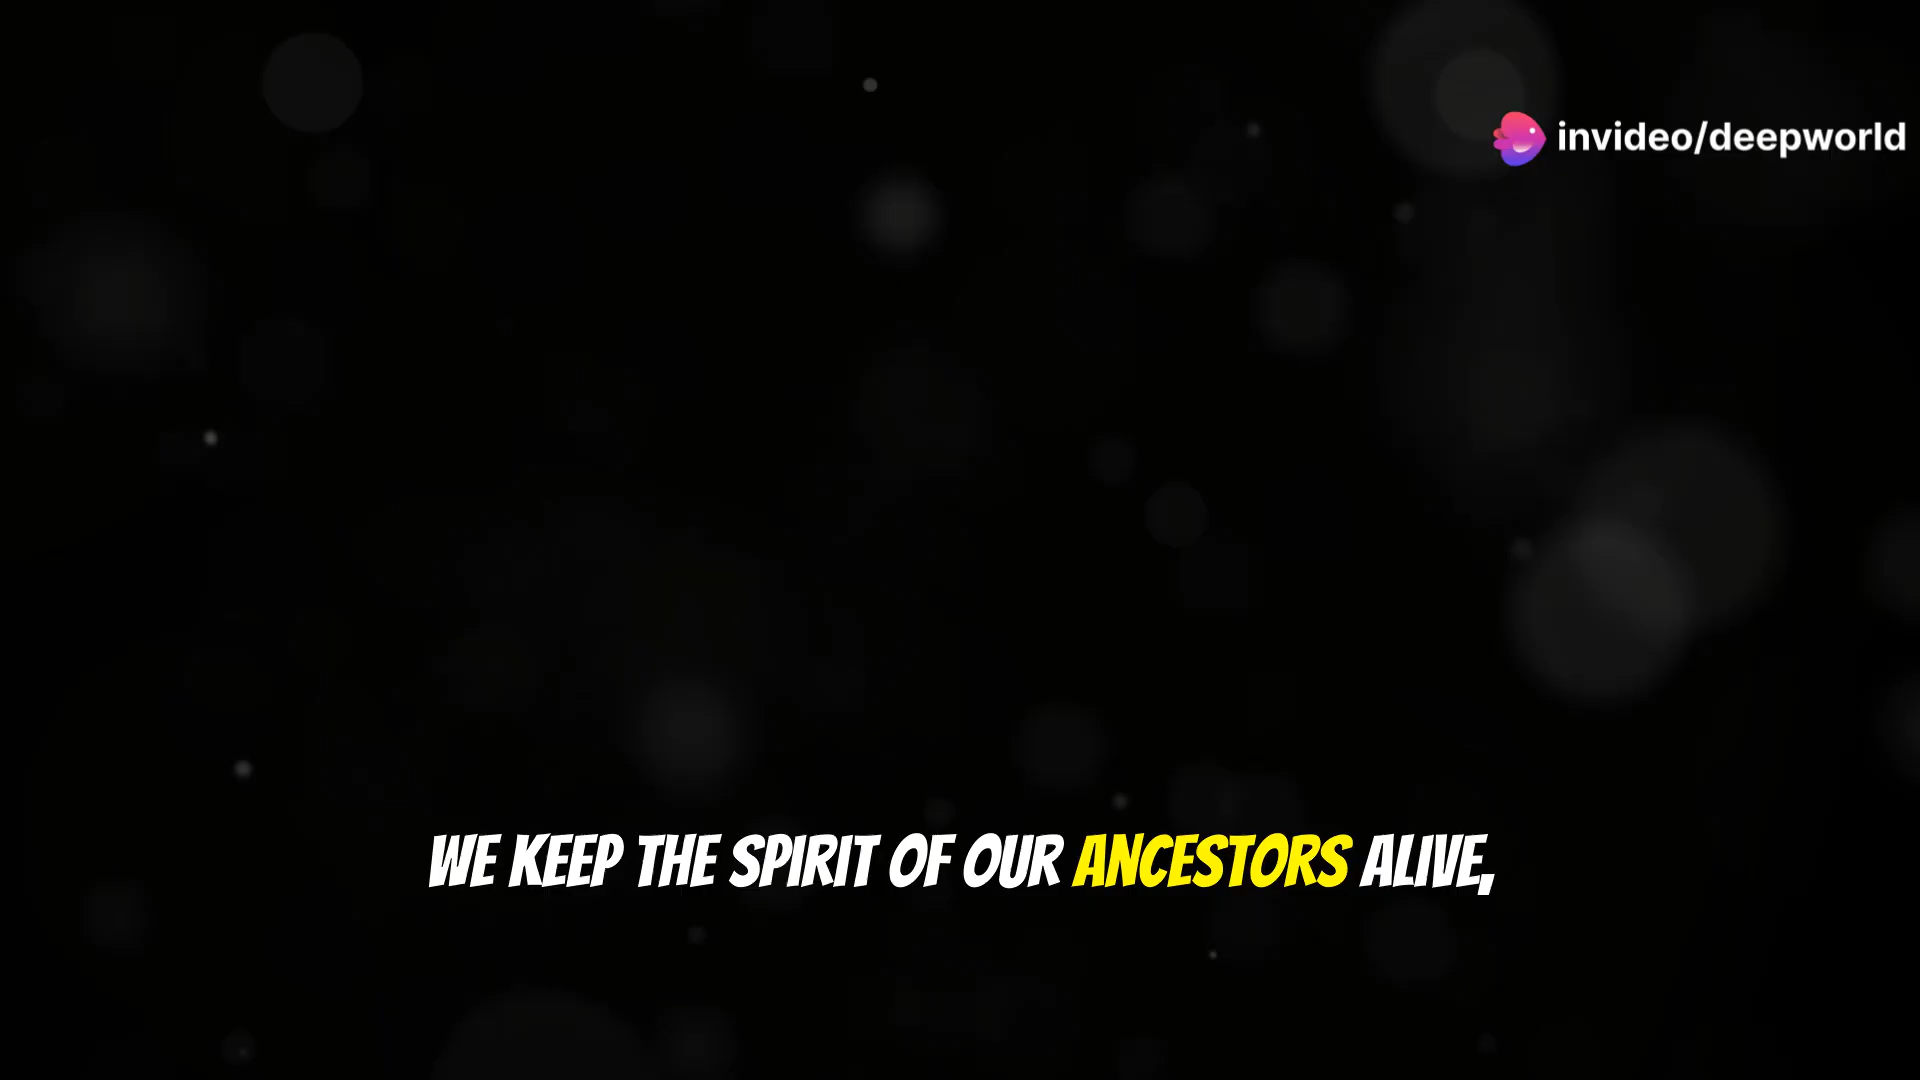 invideo/deepworld
WE KEEP THE SPIRIT OF OUR ANCESTORS ALIVE,